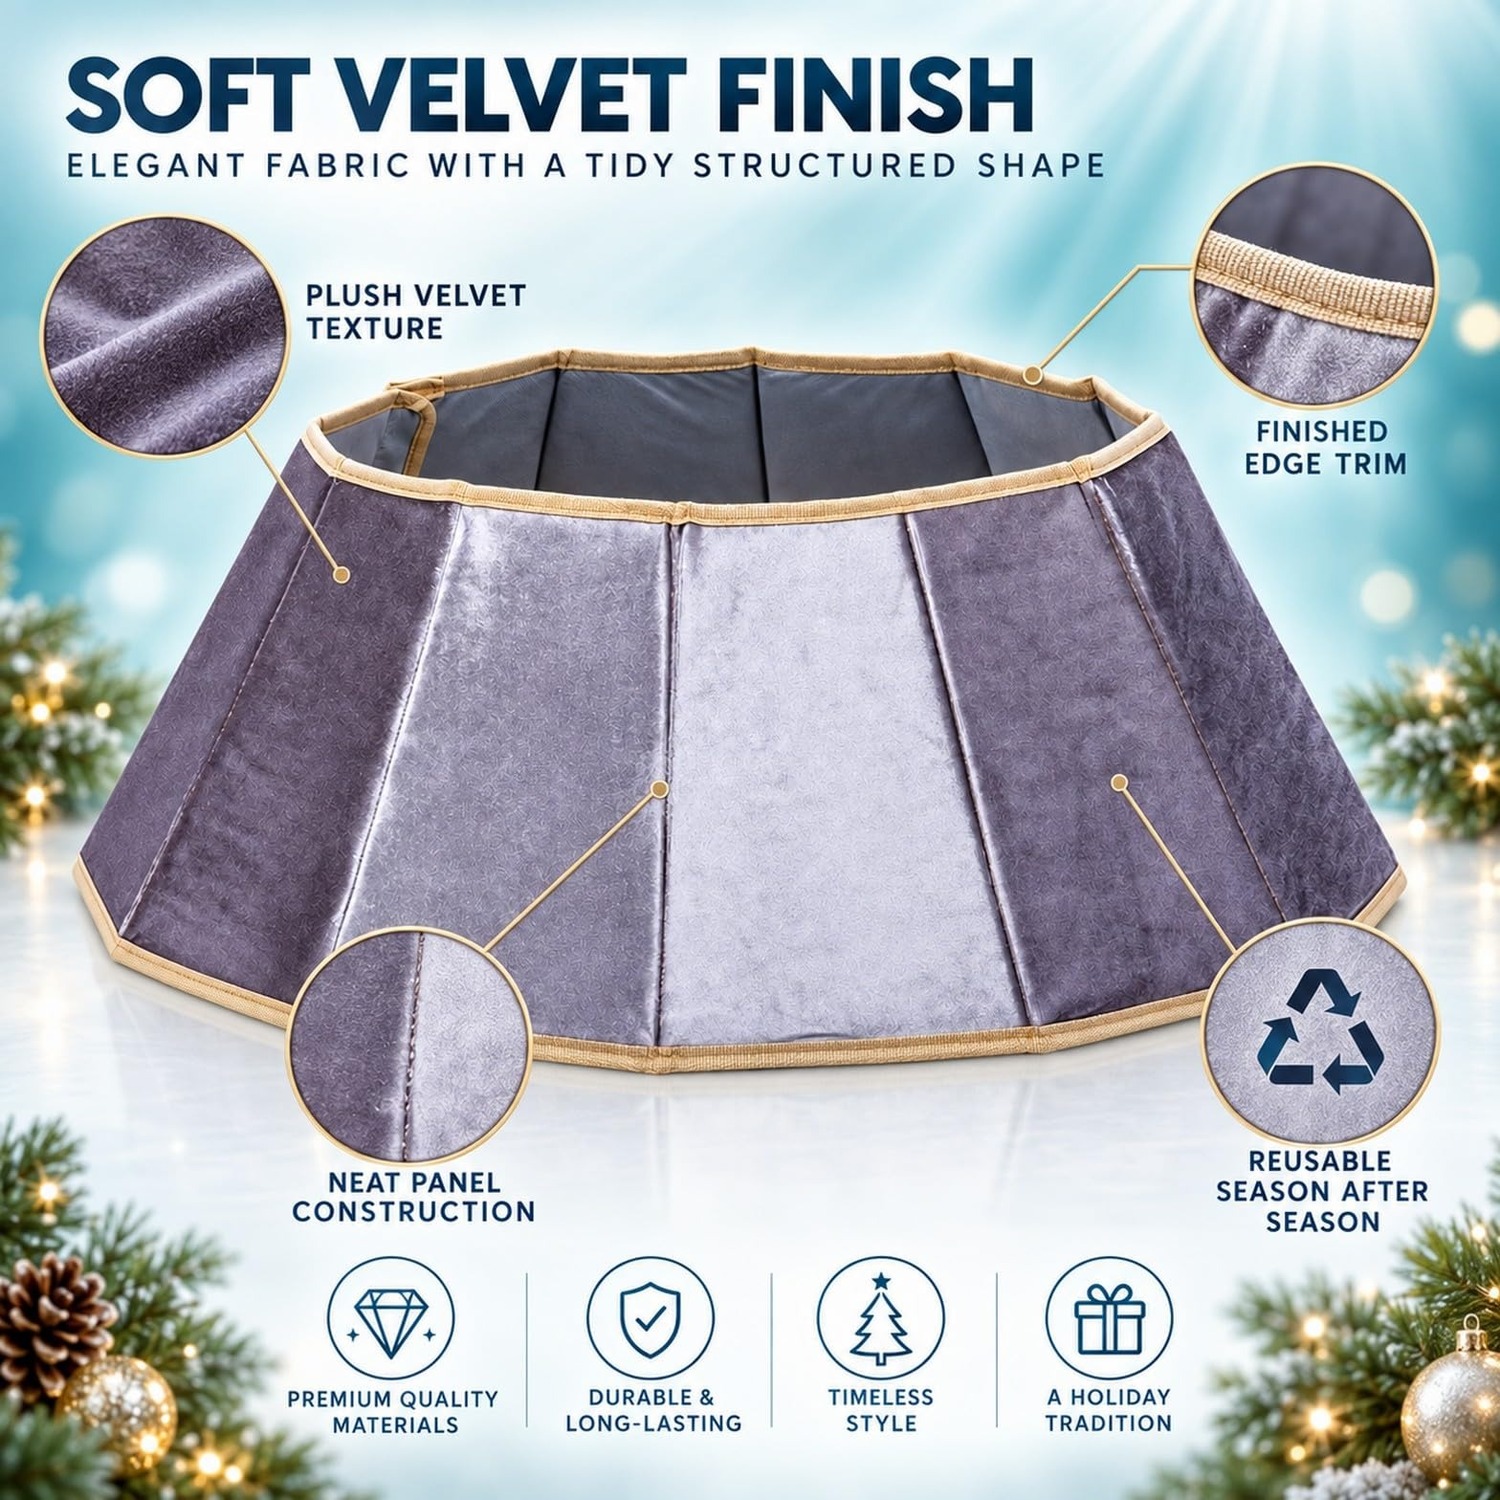 SOFT VELVET FINISH
ELEGANT FABRIC WITH A TIDY STRUCTURED SHAPE
PLUSH VELVET
TEXTURE
FINISHED
EDGE TRIM
NEAT PANEL
CONSTRUCTION
REUSABLE
SEASON AFTER
SEASON
PREMIUM QUALITY
MATERIALS
DURABLE &
LONG-LASTING
TIMELESS
STYLE
A HOLIDAY
TRADITION